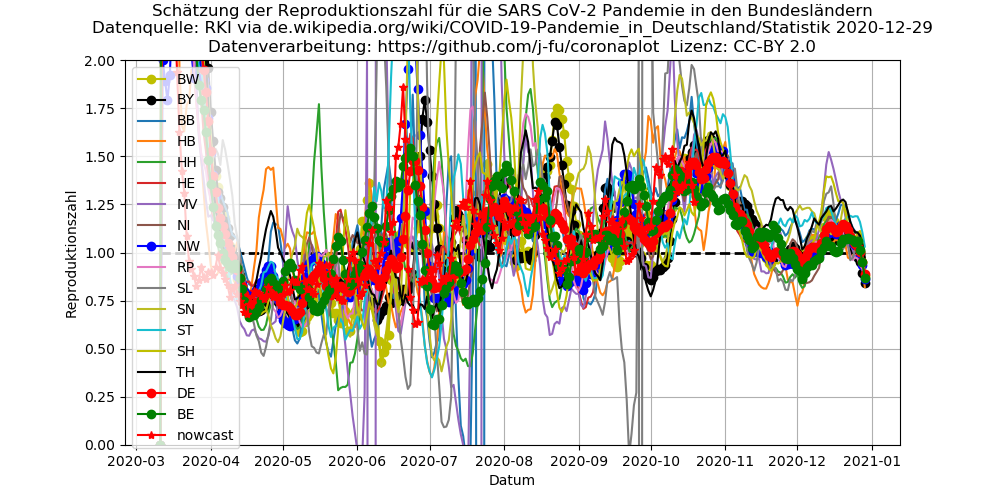 Schätzung der Reproduktionszahl für die SARS CoV-2 Pandemie in den Bundesländern
Datenquelle: RKI via de.wikipedia.org/wiki/COVID-19-Pandemie_in_Deutschland/Statistik 2020-12-29
Datenverarbeitung: https://github.com/j-fu/coronaplot  Lizenz: CC-BY 2.0
Reproduktionszahl
2.00
1.75
1.50
1.25
1.00
0.75
0.50
0.25
0.00
BW
BY
BB
HB
HH
HE
MV
NI
NW
RP
SL
SN
ST
SH
TH
DE
BE
nowcast
2020-03 2020-04 2020-05 2020-06 2020-07 2020-08 2020-09 2020-10 2020-11 2020-12 2021-01
Datum